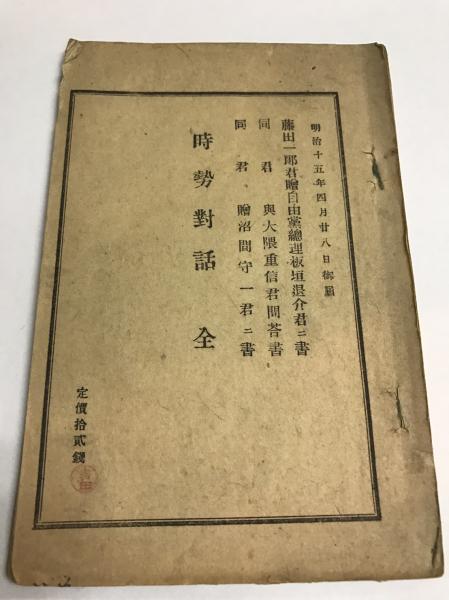 明治十五年四月廿八日御届
藤田一郎君贈自由黨總理板垣退介君ニ書
同君 與大隈重信君問答書
同君 贈沼間守一君ニ書
時勢對話 全
定價拾貳錢